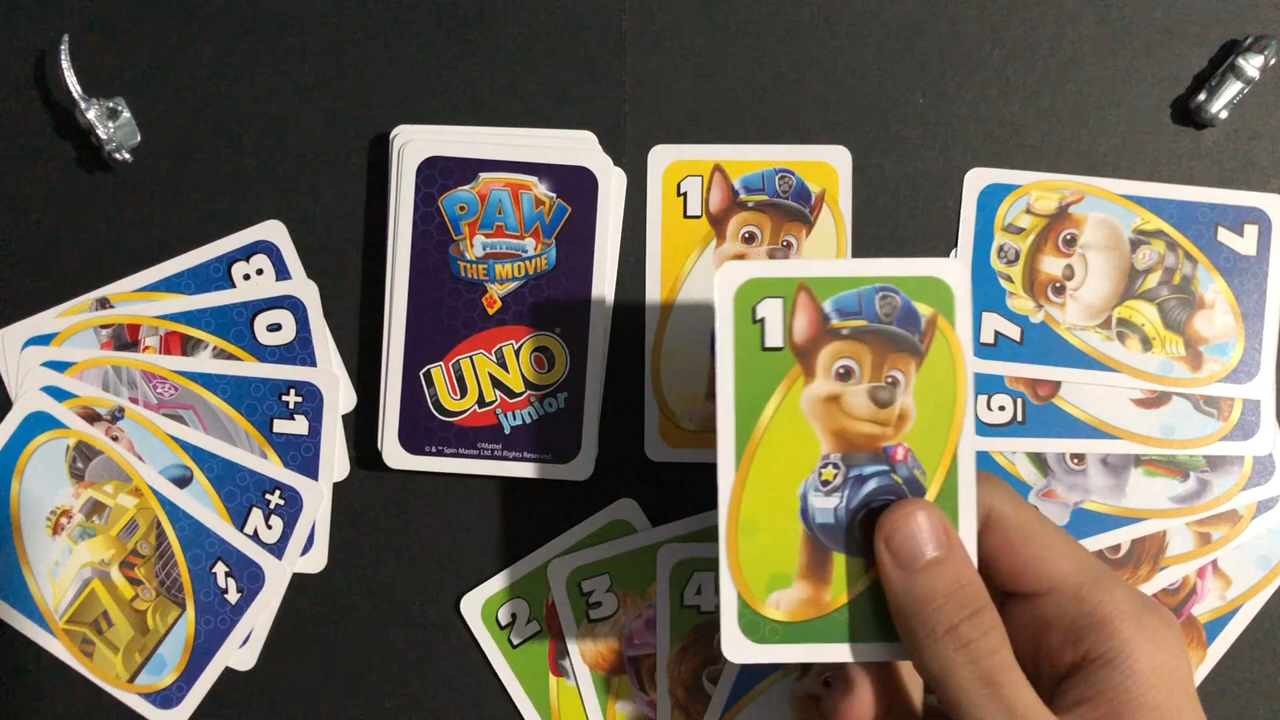 8
0
+1
+2
PAW
PATROL
THE MOVIE
UNO®
junior
©Mattel
© & ™ Spin Master Ltd. All Rights Reserved.
1
1
2
3
4
7
7
6